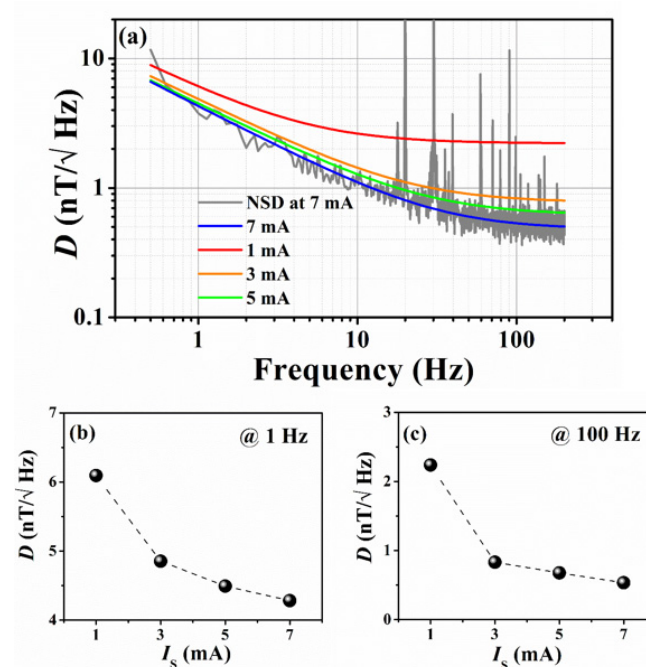 (a)
10
1
0.1
D (nT/√ Hz)
NSD at 7 mA
7 mA
1 mA
3 mA
5 mA
1
10
100
Frequency (Hz)
(b)
@ 1 Hz
7
6
5
4
D (nT/√ Hz)
1
3
5
7
I_s (mA)
(c)
@ 100 Hz
3
2
1
0
D (nT/√ Hz)
1
3
5
7
I_s (mA)